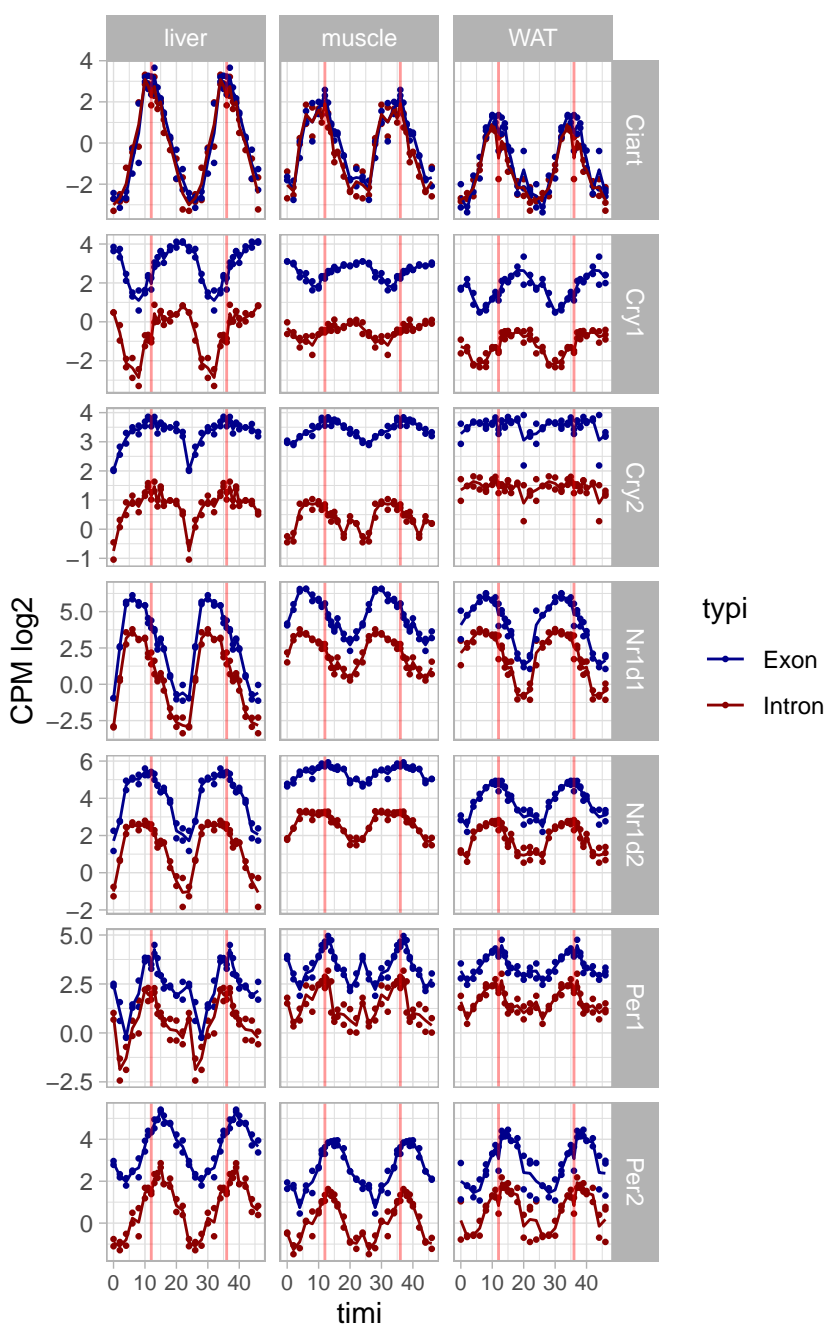 liver muscle WAT
4
2
0
−2
Ciart
4
2
0
−2
Cry1
4
3
2
1
0
−1
Cry2
5.0
2.5
0.0
−2.5
Nr1d1
6
4
2
0
−2
Nr1d2
5.0
2.5
0.0
−2.5
Per1
4
2
0
Per2
0 10 20 30 40 0 10 20 30 40 0 10 20 30 40
timi
CPM log2
typi
Exon
Intron